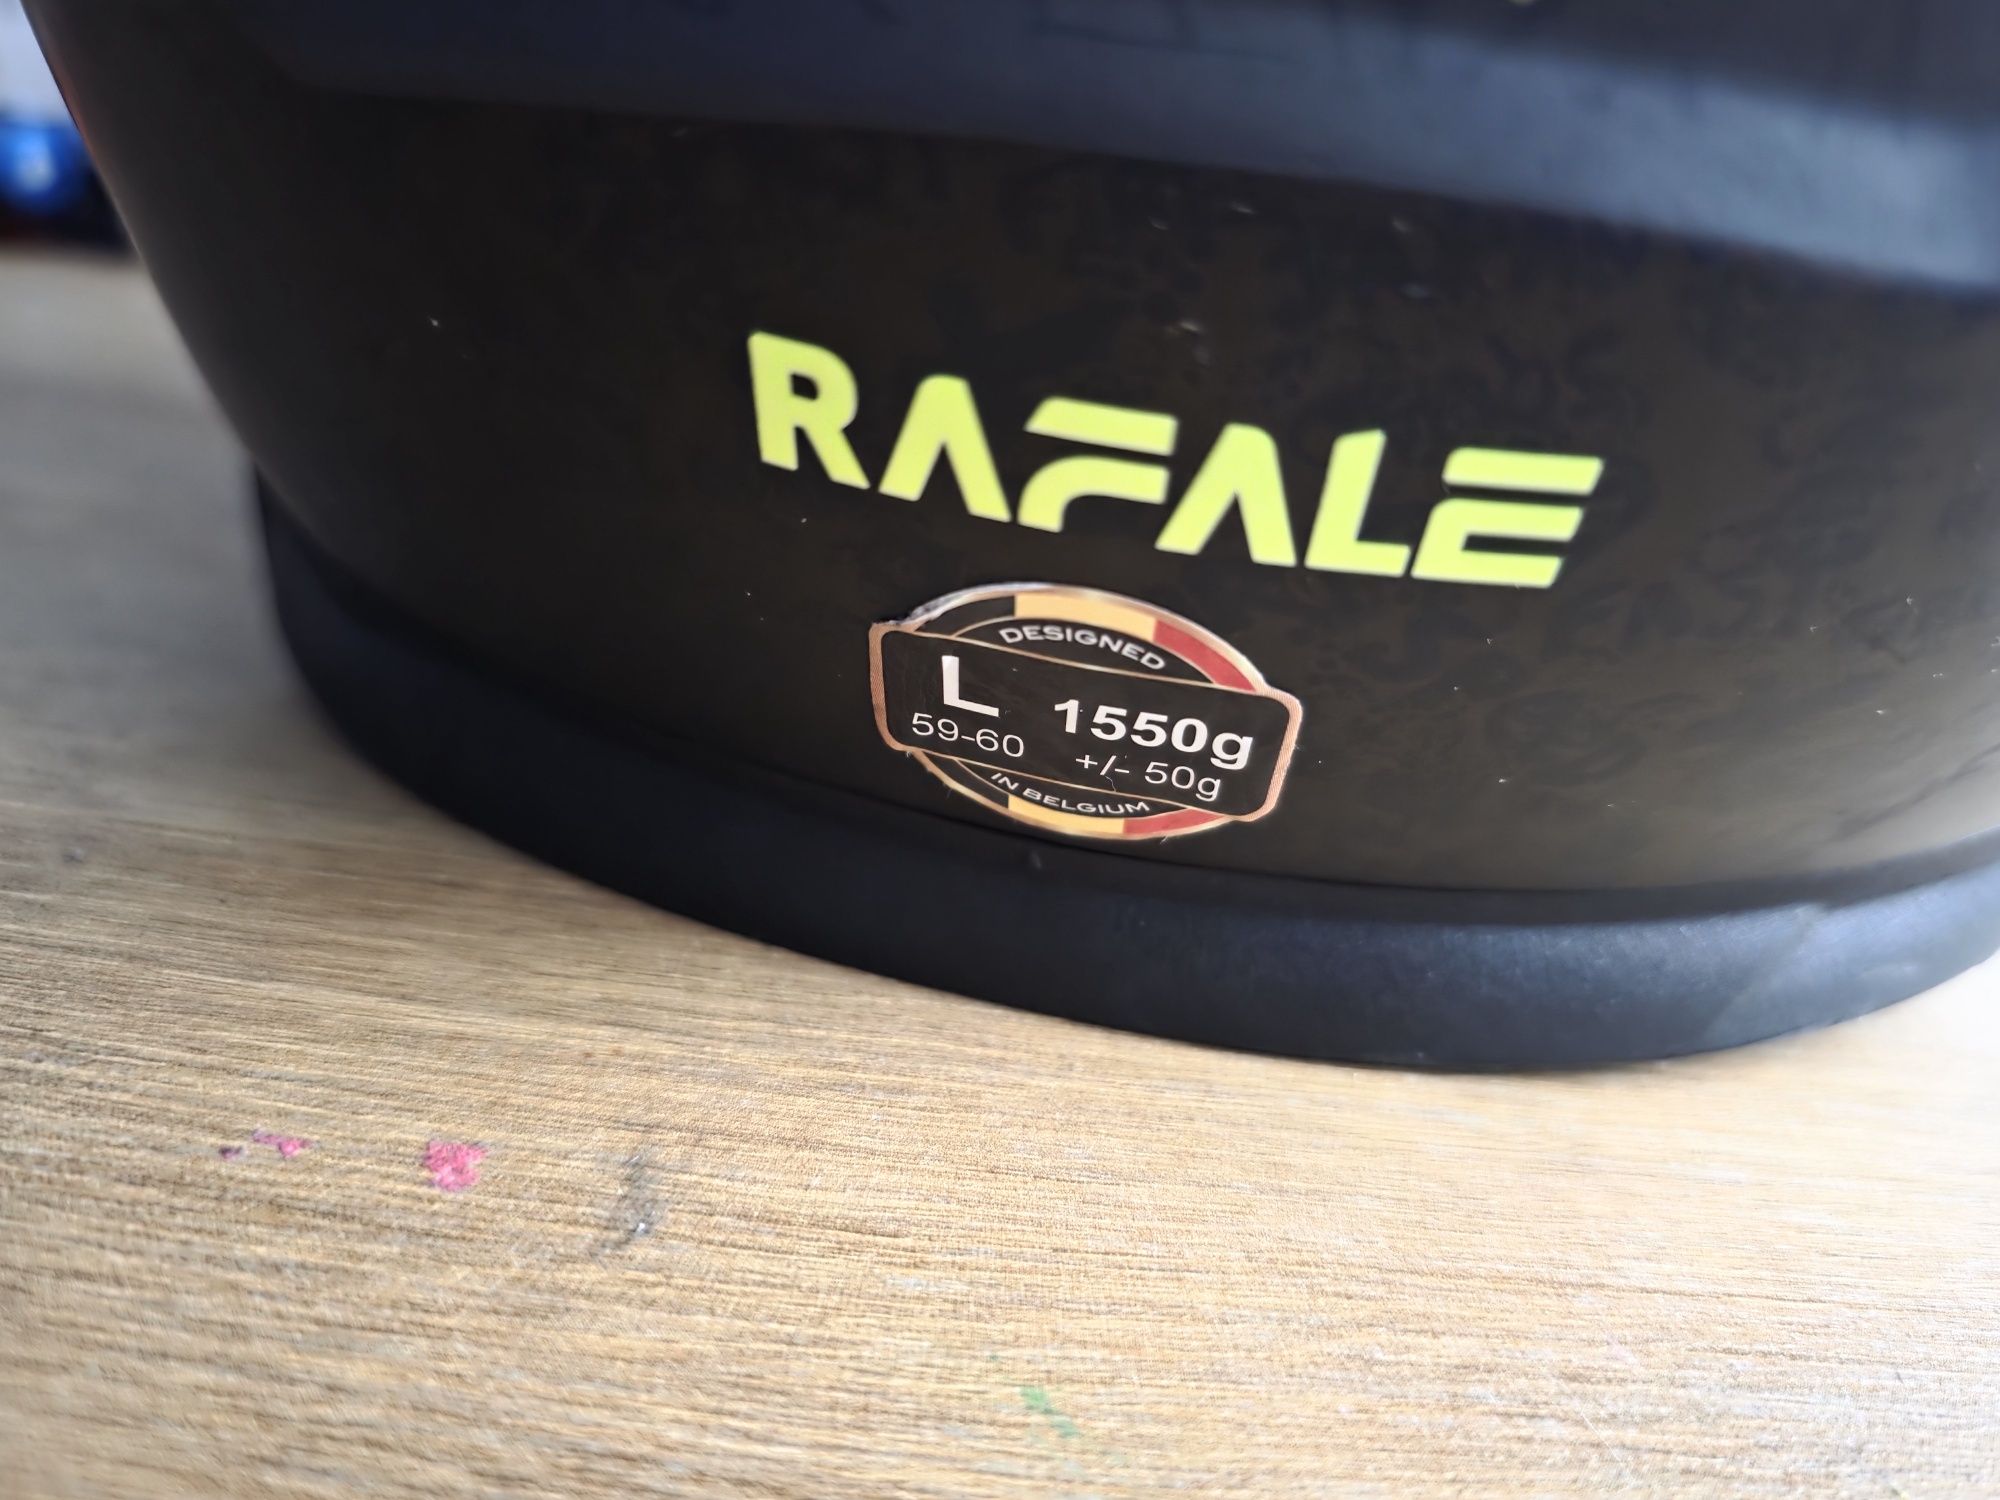 RAFALE
DESIGNED
L 1550g
59-60 +/- 50g
IN BELGIUM